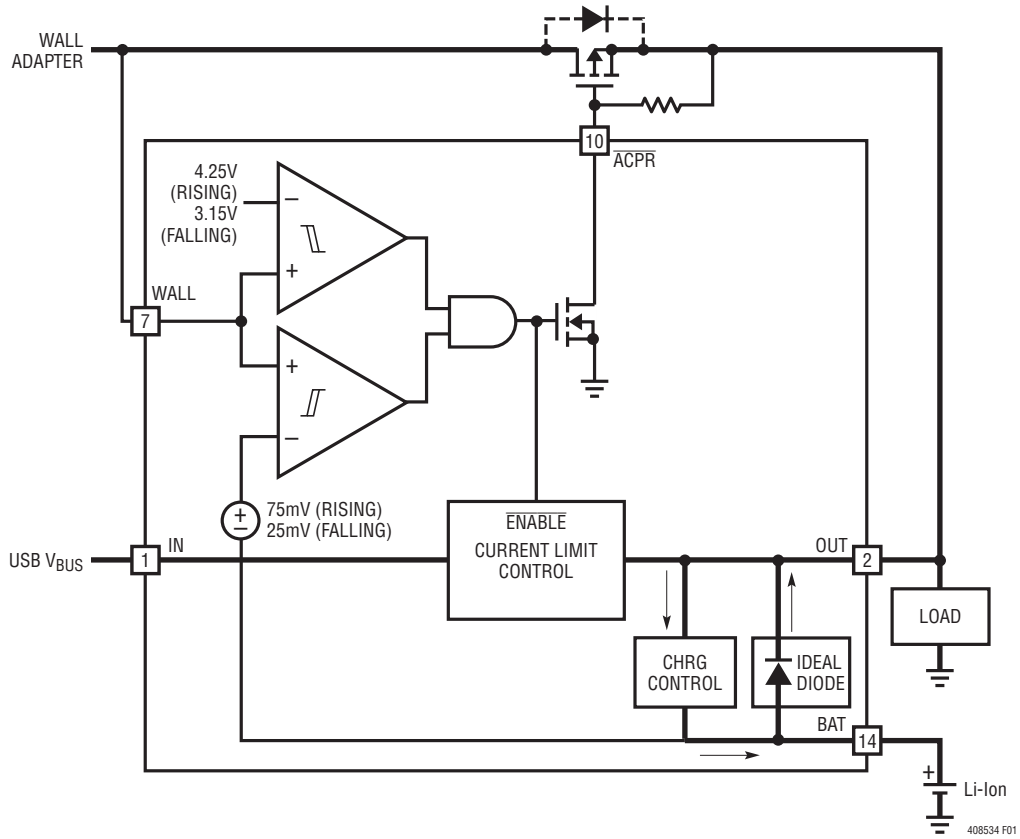 WALL
ADAPTER
10
ACPR
4.25V
(RISING)
3.15V
(FALLING)
−
+
WALL
7
+
−
+
−
75mV (RISING)
25mV (FALLING)
ENABLE
CURRENT LIMIT
CONTROL
USB VBUS
1
IN
OUT
2
LOAD
CHRG
CONTROL
IDEAL
DIODE
BAT
14
+
Li-Ion
408534 F01